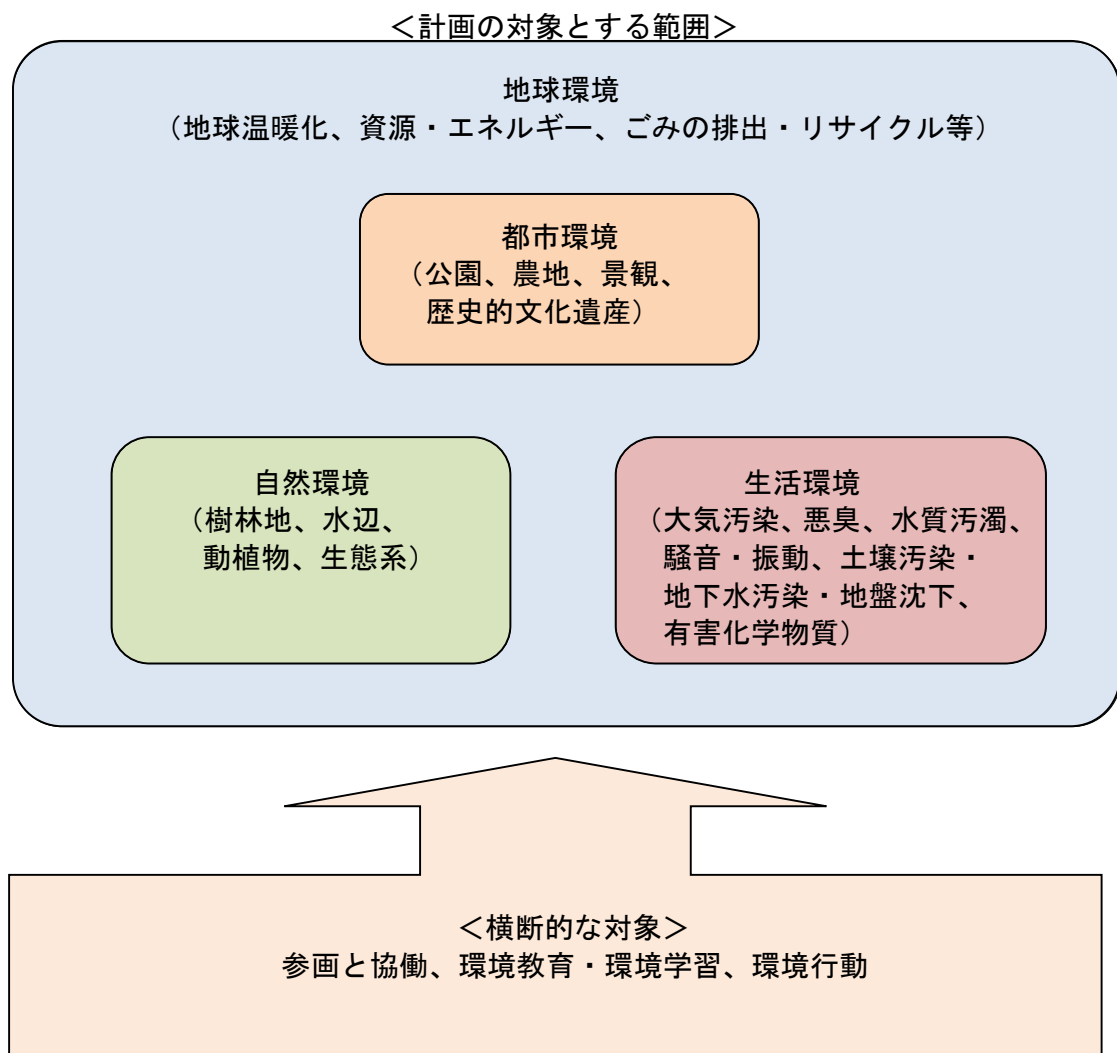 ＜計画の対象とする範囲＞
地球環境
（地球温暖化、資源・エネルギー、ごみの排出・リサイクル等）
都市環境
（公園、農地、景観、
歴史的文化遺産）
自然環境
（樹林地、水辺、
動植物、生態系）
生活環境
（大気汚染、悪臭、水質汚濁、
騒音・振動、土壌汚染・
地下水汚染・地盤沈下、
有害化学物質）
＜横断的な対象＞
参画と協働、環境教育・環境学習、環境行動